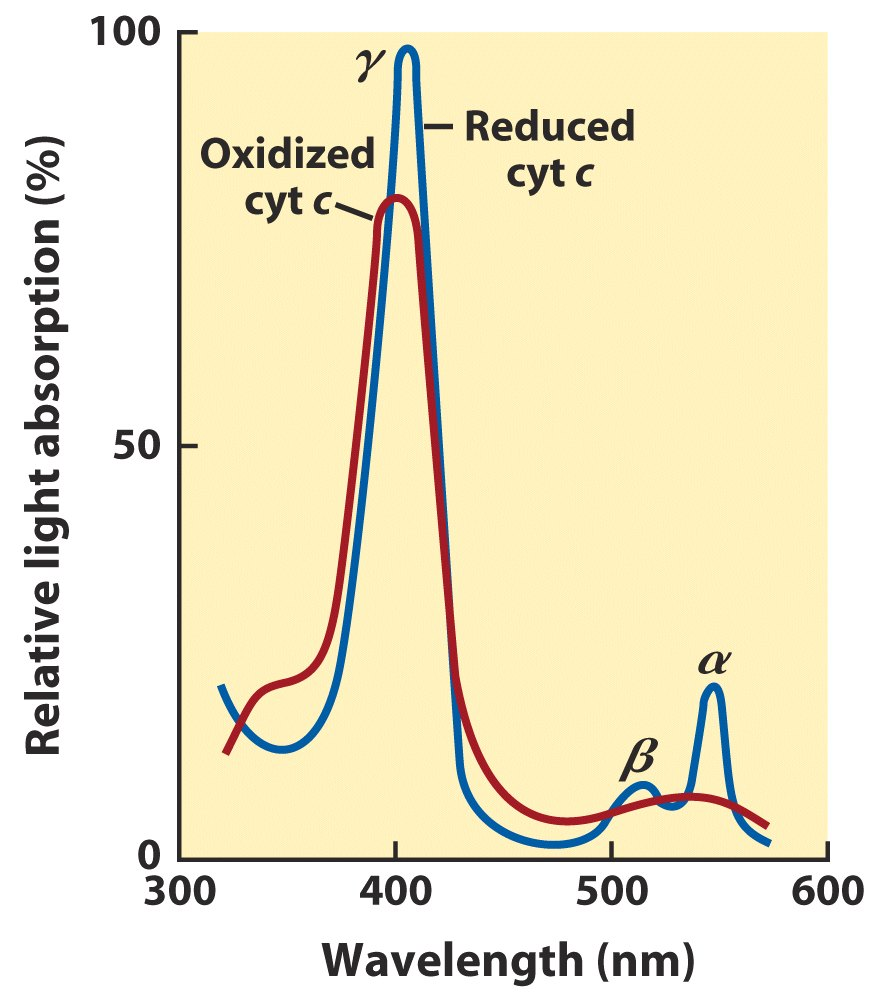 100
γ
Reduced
cyt c
Oxidized
cyt c
Relative light absorption (%)
50
α
β
0
300 400 500 600
Wavelength (nm)